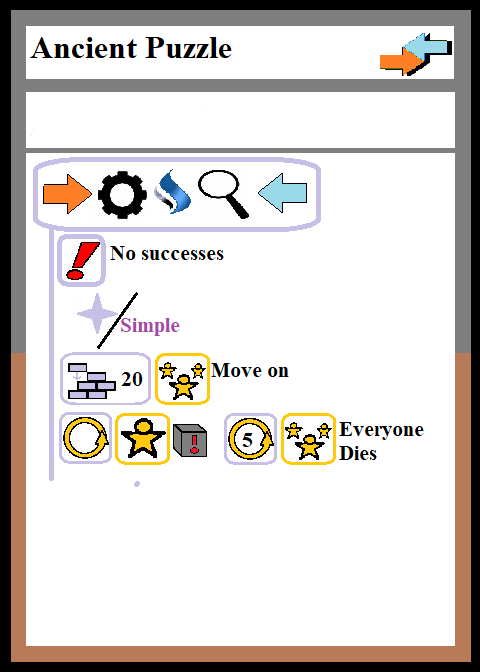 Ancient Puzzle
No successes
Simple
20 Move on
5 Everyone
Dies